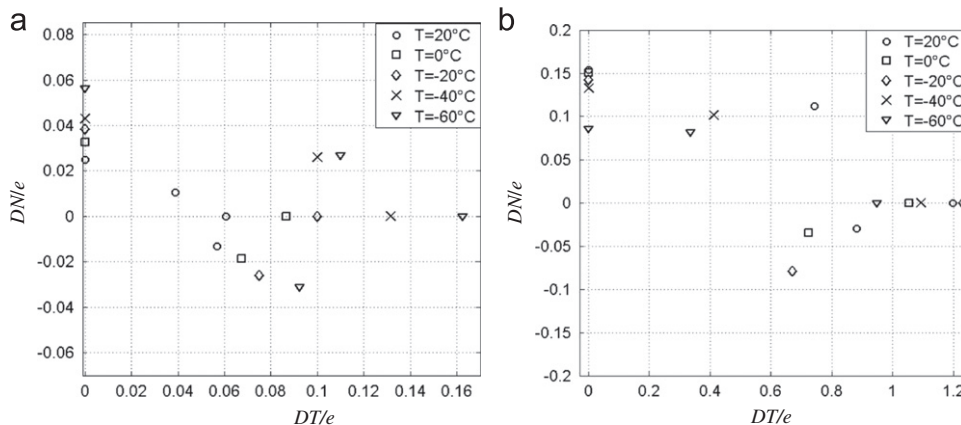 a
0.08
0.06
0.04
0.02
0
-0.02
-0.04
-0.06
DN/e
0 0.02 0.04 0.06 0.08 0.1 0.12 0.14 0.16
DT/e
T=20°C
T=0°C
T=-20°C
T=-40°C
T=-60°C
b
0.2
0.15
0.1
0.05
0
-0.05
-0.1
-0.15
-0.2
DN/e
0 0.2 0.4 0.6 0.8 1 1.2
DT/e
T=20°C
T=0°C
T=-20°C
T=-40°C
T=-60°C